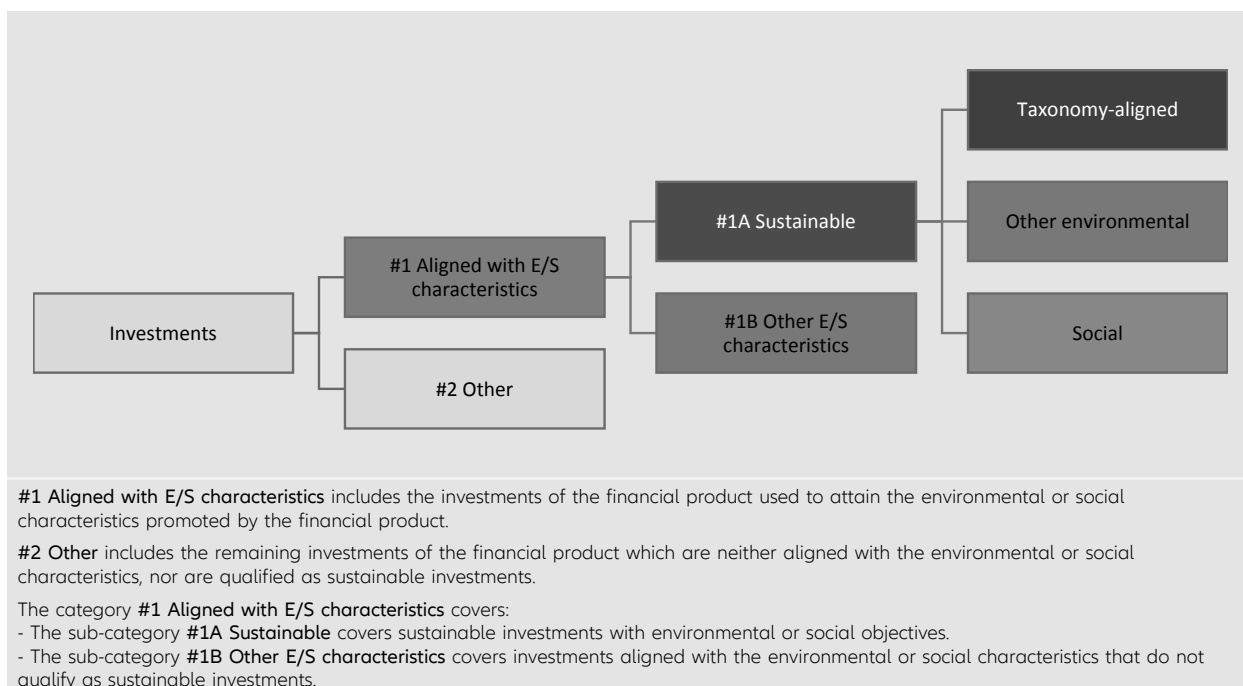 Taxonomy-aligned
#1A Sustainable
Other environmental
#1 Aligned with E/S
characteristics
Investments
#1B Other E/S
characteristics
Social
#2 Other
#1 Aligned with E/S characteristics includes the investments of the financial product used to attain the environmental or social
characteristics promoted by the financial product.
#2 Other includes the remaining investments of the financial product which are neither aligned with the environmental or social
characteristics, nor are qualified as sustainable investments.
The category #1 Aligned with E/S characteristics covers:
- The sub-category #1A Sustainable covers sustainable investments with environmental or social objectives.
- The sub-category #1B Other E/S characteristics covers investments aligned with the environmental or social characteristics that do not
qualify as sustainable investments.